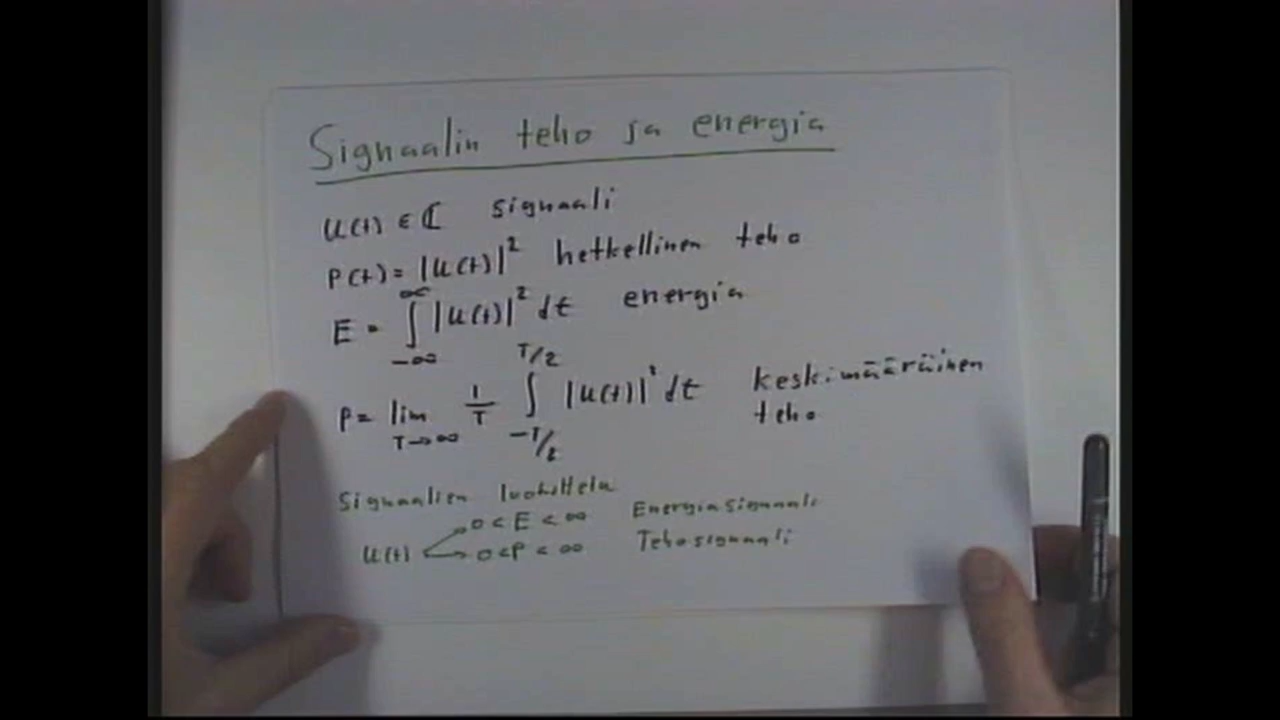 Signaalin teho ja energia
u(t) ∈ ℂ signaali
P(t) = |u(t)|² hetkellinen teho
E = ∫_{-∞}^{∞} |u(t)|² dt energia
P = lim_{T→∞} 1/T ∫_{-T/2}^{T/2} |u(t)|² dt keskimääräinen
teho
Signaalien luokittelu
0 < E < ∞ Energiasignaali
u(t)
0 < P < ∞ Tehosignaali